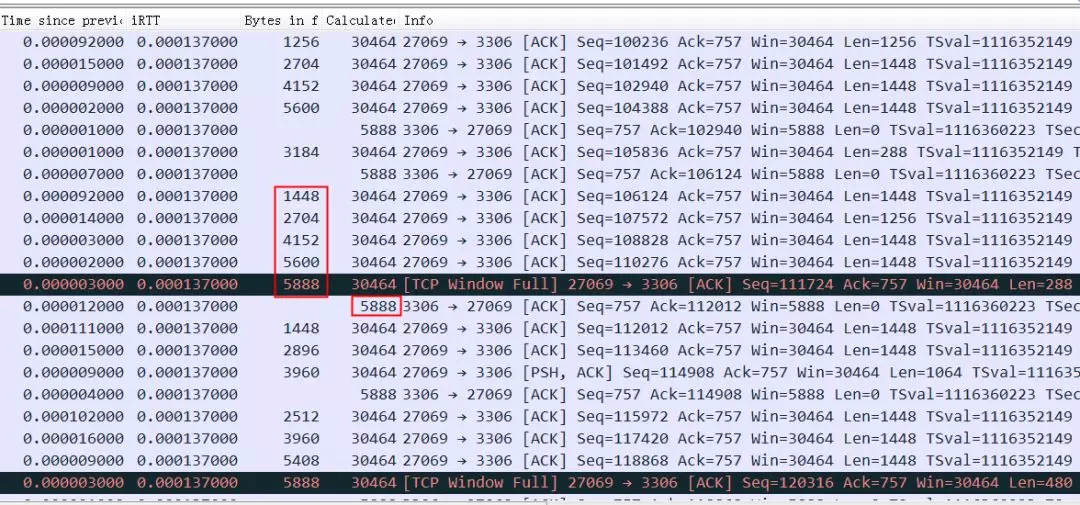 Time since previ iRTT Bytes in f Calculate Info
0.000092000 0.000137000 1256 30464 27069 → 3306 [ACK] Seq=100236 Ack=757 Win=30464 Len=1256 TSval=1116352149
0.000015000 0.000137000 2704 30464 27069 → 3306 [ACK] Seq=101492 Ack=757 Win=30464 Len=1448 TSval=1116352149
0.000009000 0.000137000 4152 30464 27069 → 3306 [ACK] Seq=102940 Ack=757 Win=30464 Len=1448 TSval=1116352149
0.000002000 0.000137000 5600 30464 27069 → 3306 [ACK] Seq=104388 Ack=757 Win=30464 Len=1448 TSval=1116352149
0.000001000 0.000137000 5888 3306 → 27069 [ACK] Seq=757 Ack=102940 Win=5888 Len=0 TSval=1116360223 TSec
0.000001000 0.000137000 3184 30464 27069 → 3306 [ACK] Seq=105836 Ack=757 Win=30464 Len=288 TSval=1116352149 T
0.000007000 0.000137000 5888 3306 → 27069 [ACK] Seq=757 Ack=106124 Win=5888 Len=0 TSval=1116360223 TSec
0.000092000 0.000137000 1448 30464 27069 → 3306 [ACK] Seq=106124 Ack=757 Win=30464 Len=1448 TSval=1116352149
0.000014000 0.000137000 2704 30464 27069 → 3306 [ACK] Seq=107572 Ack=757 Win=30464 Len=1256 TSval=1116352149
0.000003000 0.000137000 4152 30464 27069 → 3306 [ACK] Seq=108828 Ack=757 Win=30464 Len=1448 TSval=1116352149
0.000002000 0.000137000 5600 30464 27069 → 3306 [ACK] Seq=110276 Ack=757 Win=30464 Len=1448 TSval=1116352149
0.000003000 0.000137000 5888 30464 [TCP Window Full] 27069 → 3306 [ACK] Seq=111724 Ack=757 Win=30464 Len=288
0.000012000 0.000137000 5888 3306 → 27069 [ACK] Seq=757 Ack=112012 Win=5888 Len=0 TSval=1116360223 TSec
0.000111000 0.000137000 1448 30464 27069 → 3306 [ACK] Seq=112012 Ack=757 Win=30464 Len=1448 TSval=1116352149
0.000015000 0.000137000 2896 30464 27069 → 3306 [ACK] Seq=113460 Ack=757 Win=30464 Len=1448 TSval=1116352149
0.000009000 0.000137000 3960 30464 27069 → 3306 [PSH, ACK] Seq=114908 Ack=757 Win=30464 Len=1064 TSval=111635
0.000004000 0.000137000 5888 3306 → 27069 [ACK] Seq=757 Ack=114908 Win=5888 Len=0 TSval=1116360223 TSec
0.000102000 0.000137000 2512 30464 27069 → 3306 [ACK] Seq=115972 Ack=757 Win=30464 Len=1448 TSval=1116352149
0.000016000 0.000137000 3960 30464 27069 → 3306 [ACK] Seq=117420 Ack=757 Win=30464 Len=1448 TSval=1116352149
0.000009000 0.000137000 5408 30464 27069 → 3306 [ACK] Seq=118868 Ack=757 Win=30464 Len=1448 TSval=1116352149
0.000003000 0.000137000 5888 30464 [TCP Window Full] 27069 → 3306 [ACK] Seq=120316 Ack=757 Win=30464 Len=480